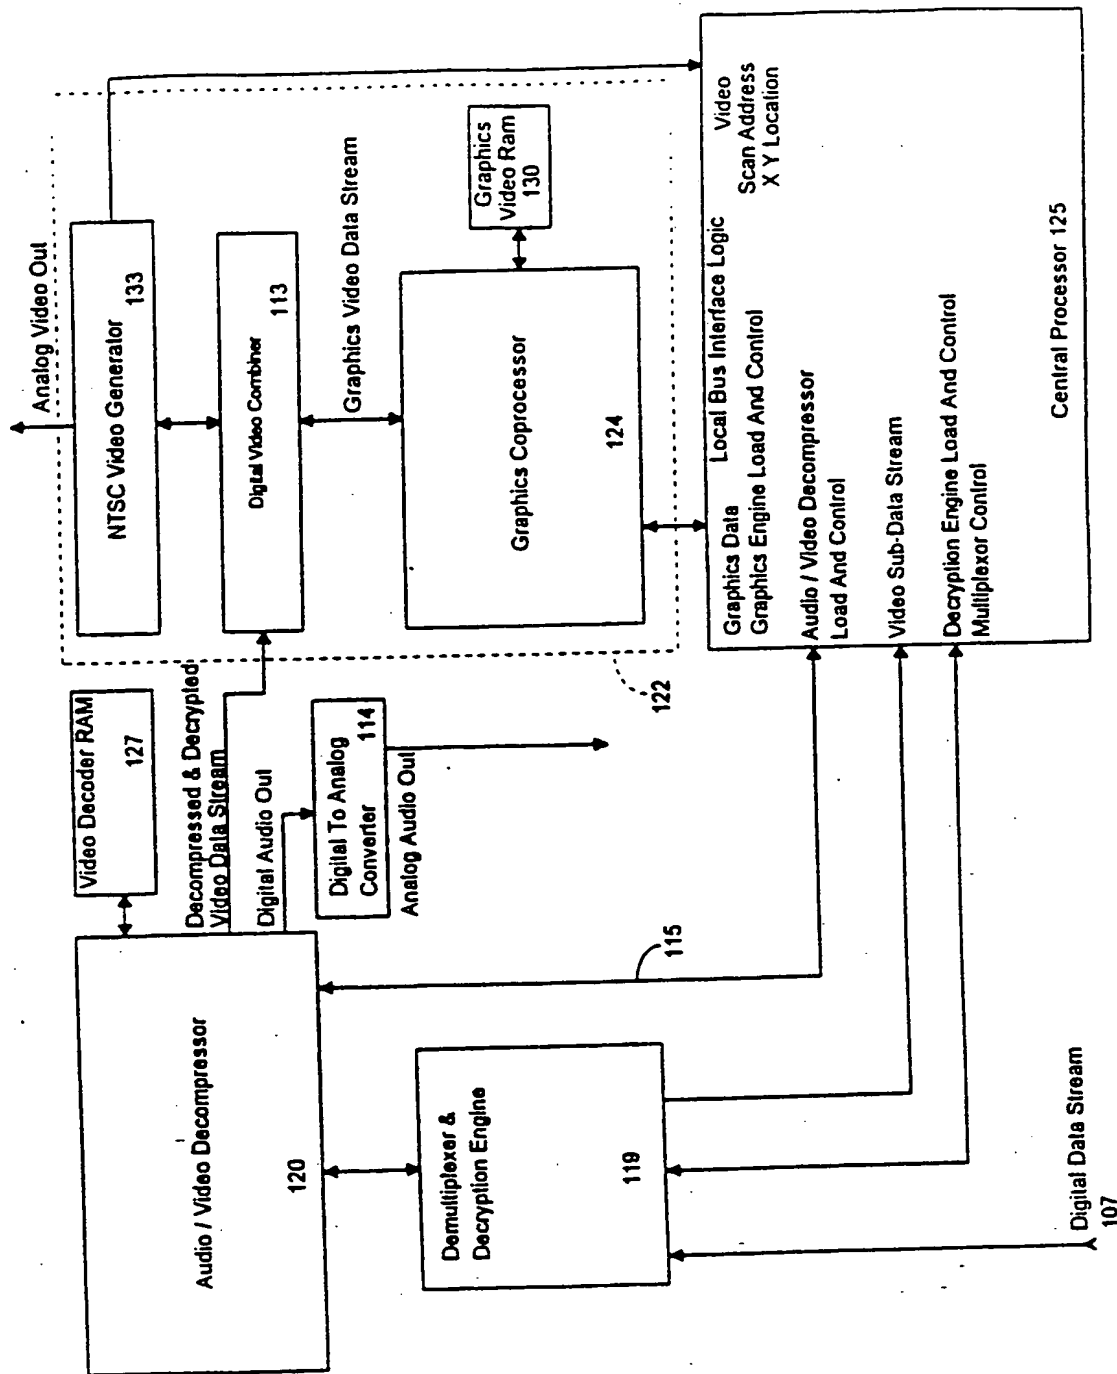 Audio / Video Decompressor
120
Video Decoder RAM
127
Decompressed & Decrypted
Video Data Stream
Digital Audio Out
Digital To Analog
Converter
114
Analog Audio Out
Analog Video Out
NTSC Video Generator
133
Digital Video Combiner
113
Graphics Video Data Stream
Graphics
Video Ram
130
Graphics Coprocessor
124
122
115
Demultiplexer &
Decryption Engine
119
Digital Data Stream
107
Graphics Data
Local Bus Interface Logic
Graphics Engine Load And Control
Video
Scan Address
X Y Location
Audio / Video Decompressor
Load And Control
Video Sub-Data Stream
Decryption Engine Load And Control
Multiplexor Control
Central Processor 125